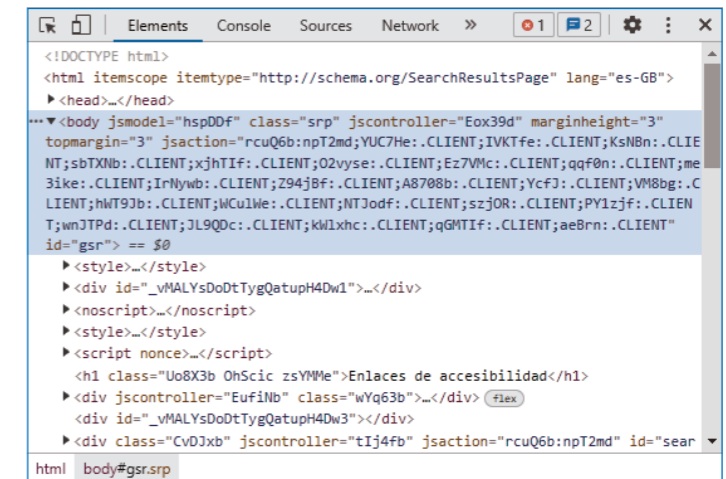 Elements Console Sources Network » 1 2
<!DOCTYPE html>
<html itemscope itemtype="http://schema.org/SearchResultsPage" lang="es-GB">
▶<head>…</head>
…▼<body jsmodel="hspDDf" class="srp" jscontroller="Eox39d" marginheight="3"
topmargin="3" jsaction="rcuQ6b:npT2md;YUC7He:.CLIENT;IVKTfe:.CLIENT;KsNBn:.CLIE
NT;sbTXNb:.CLIENT;xjhTIf:.CLIENT;O2vyse:.CLIENT;Ez7VMc:.CLIENT;qqf0n:.CLIENT;me
3ike:.CLIENT;IrNywb:.CLIENT;Z94jBf:.CLIENT;A8708b:.CLIENT;YcfJ:.CLIENT;VM8bg:.C
LIENT;hWT9Jb:.CLIENT;WCulWe:.CLIENT;NTJodf:.CLIENT;szjOR:.CLIENT;PY1zjf:.CLIEN
T;wnJTPd:.CLIENT;JL9QDc:.CLIENT;kWlxhc:.CLIENT;qGMTIf:.CLIENT;aeBrn:.CLIENT"
id="gsr"> == $0
▶<style>…</style>
▶<div id="_vMALYsDoDtTygQatupH4Dw1">…</div>
▶<noscript>…</noscript>
▶<style>…</style>
▶<script nonce>…</script>
<h1 class="Uo8X3b OhScic zsYMMe">Enlaces de accesibilidad</h1>
▶<div jscontroller="EufiNb" class="wYq63b">…</div> flex
<div id="_vMALYsDoDtTygQatupH4Dw3"></div>
▶<div class="CvDJxb" jscontroller="tIj4fb" jsaction="rcuQ6b:npT2md" id="sear
html body#gsr.srp